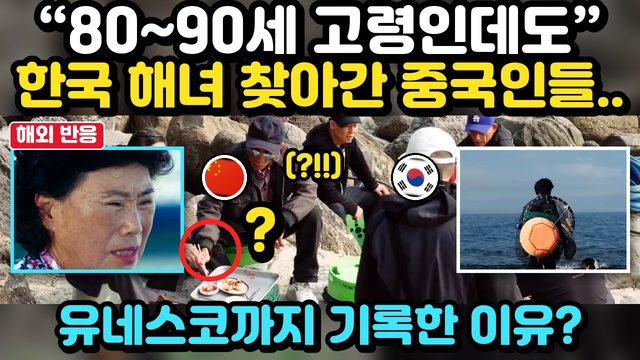 “80~90세 고령인데도”
한국 해녀 찾아간 중국인들..
해외 반응
(?!!)
?
유네스코까지 기록한 이유?